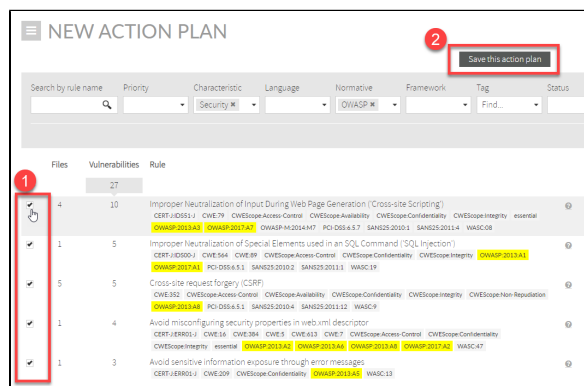 NEW ACTION PLAN
2
Save this action plan
Search by rule name Priority Characteristic Language Normative Framework Tag Status
Security × OWASP × Find...
1
Files Vulnerabilities Rule
27
4 10 Improper Neutralization of Input During Web Page Generation ('Cross-site Scripting')
CERT-J:IDS51-J CWE:79 CWEScope:Access-Control CWEScope:Availability CWEScope:Confidentiality CWEScope:Integrity essential
OWASP:2013:A3 OWASP:2017:A7 OWASP-M:2014:M7 PCI-DSS:6.5.7 SANS25:2010:1 SANS25:2011:4 WASC:08
1 5 Improper Neutralization of Special Elements used in an SQL Command ('SQL Injection')
CERT-J:IDS00-J CWE:564 CWE:89 CWEScope:Access-Control CWEScope:Confidentiality CWEScope:Integrity OWASP:2013:A1
OWASP:2017:A1 PCI-DSS:6.5.1 SANS25:2010:2 SANS25:2011:1 WASC:19
5 5 Cross-site request forgery (CSRF)
CWE:352 CWEScope:Access-Control CWEScope:Availability CWEScope:Confidentiality CWEScope:Integrity CWEScope:Non-Repudiation
OWASP:2013:A8 PCI-DSS:6.5.1 SANS25:2010:4 SANS25:2011:12 WASC:9
1 4 Avoid misconfiguring security properties in web.xml descriptor
CERT-J:ERR01-J CWE:16 CWE:384 CWE:5 CWE:613 CWE:7 CWEScope:Access-Control CWEScope:Confidentiality
CWEScope:Integrity essential OWASP:2013:A2 OWASP:2013:A6 OWASP:2013:A8 OWASP:2017:A2 WASC:47
1 3 Avoid sensitive information exposure through error messages
CERT-J:ERR01-J CWE:209 CWEScope:Confidentiality OWASP:2013:A5 WASC:13